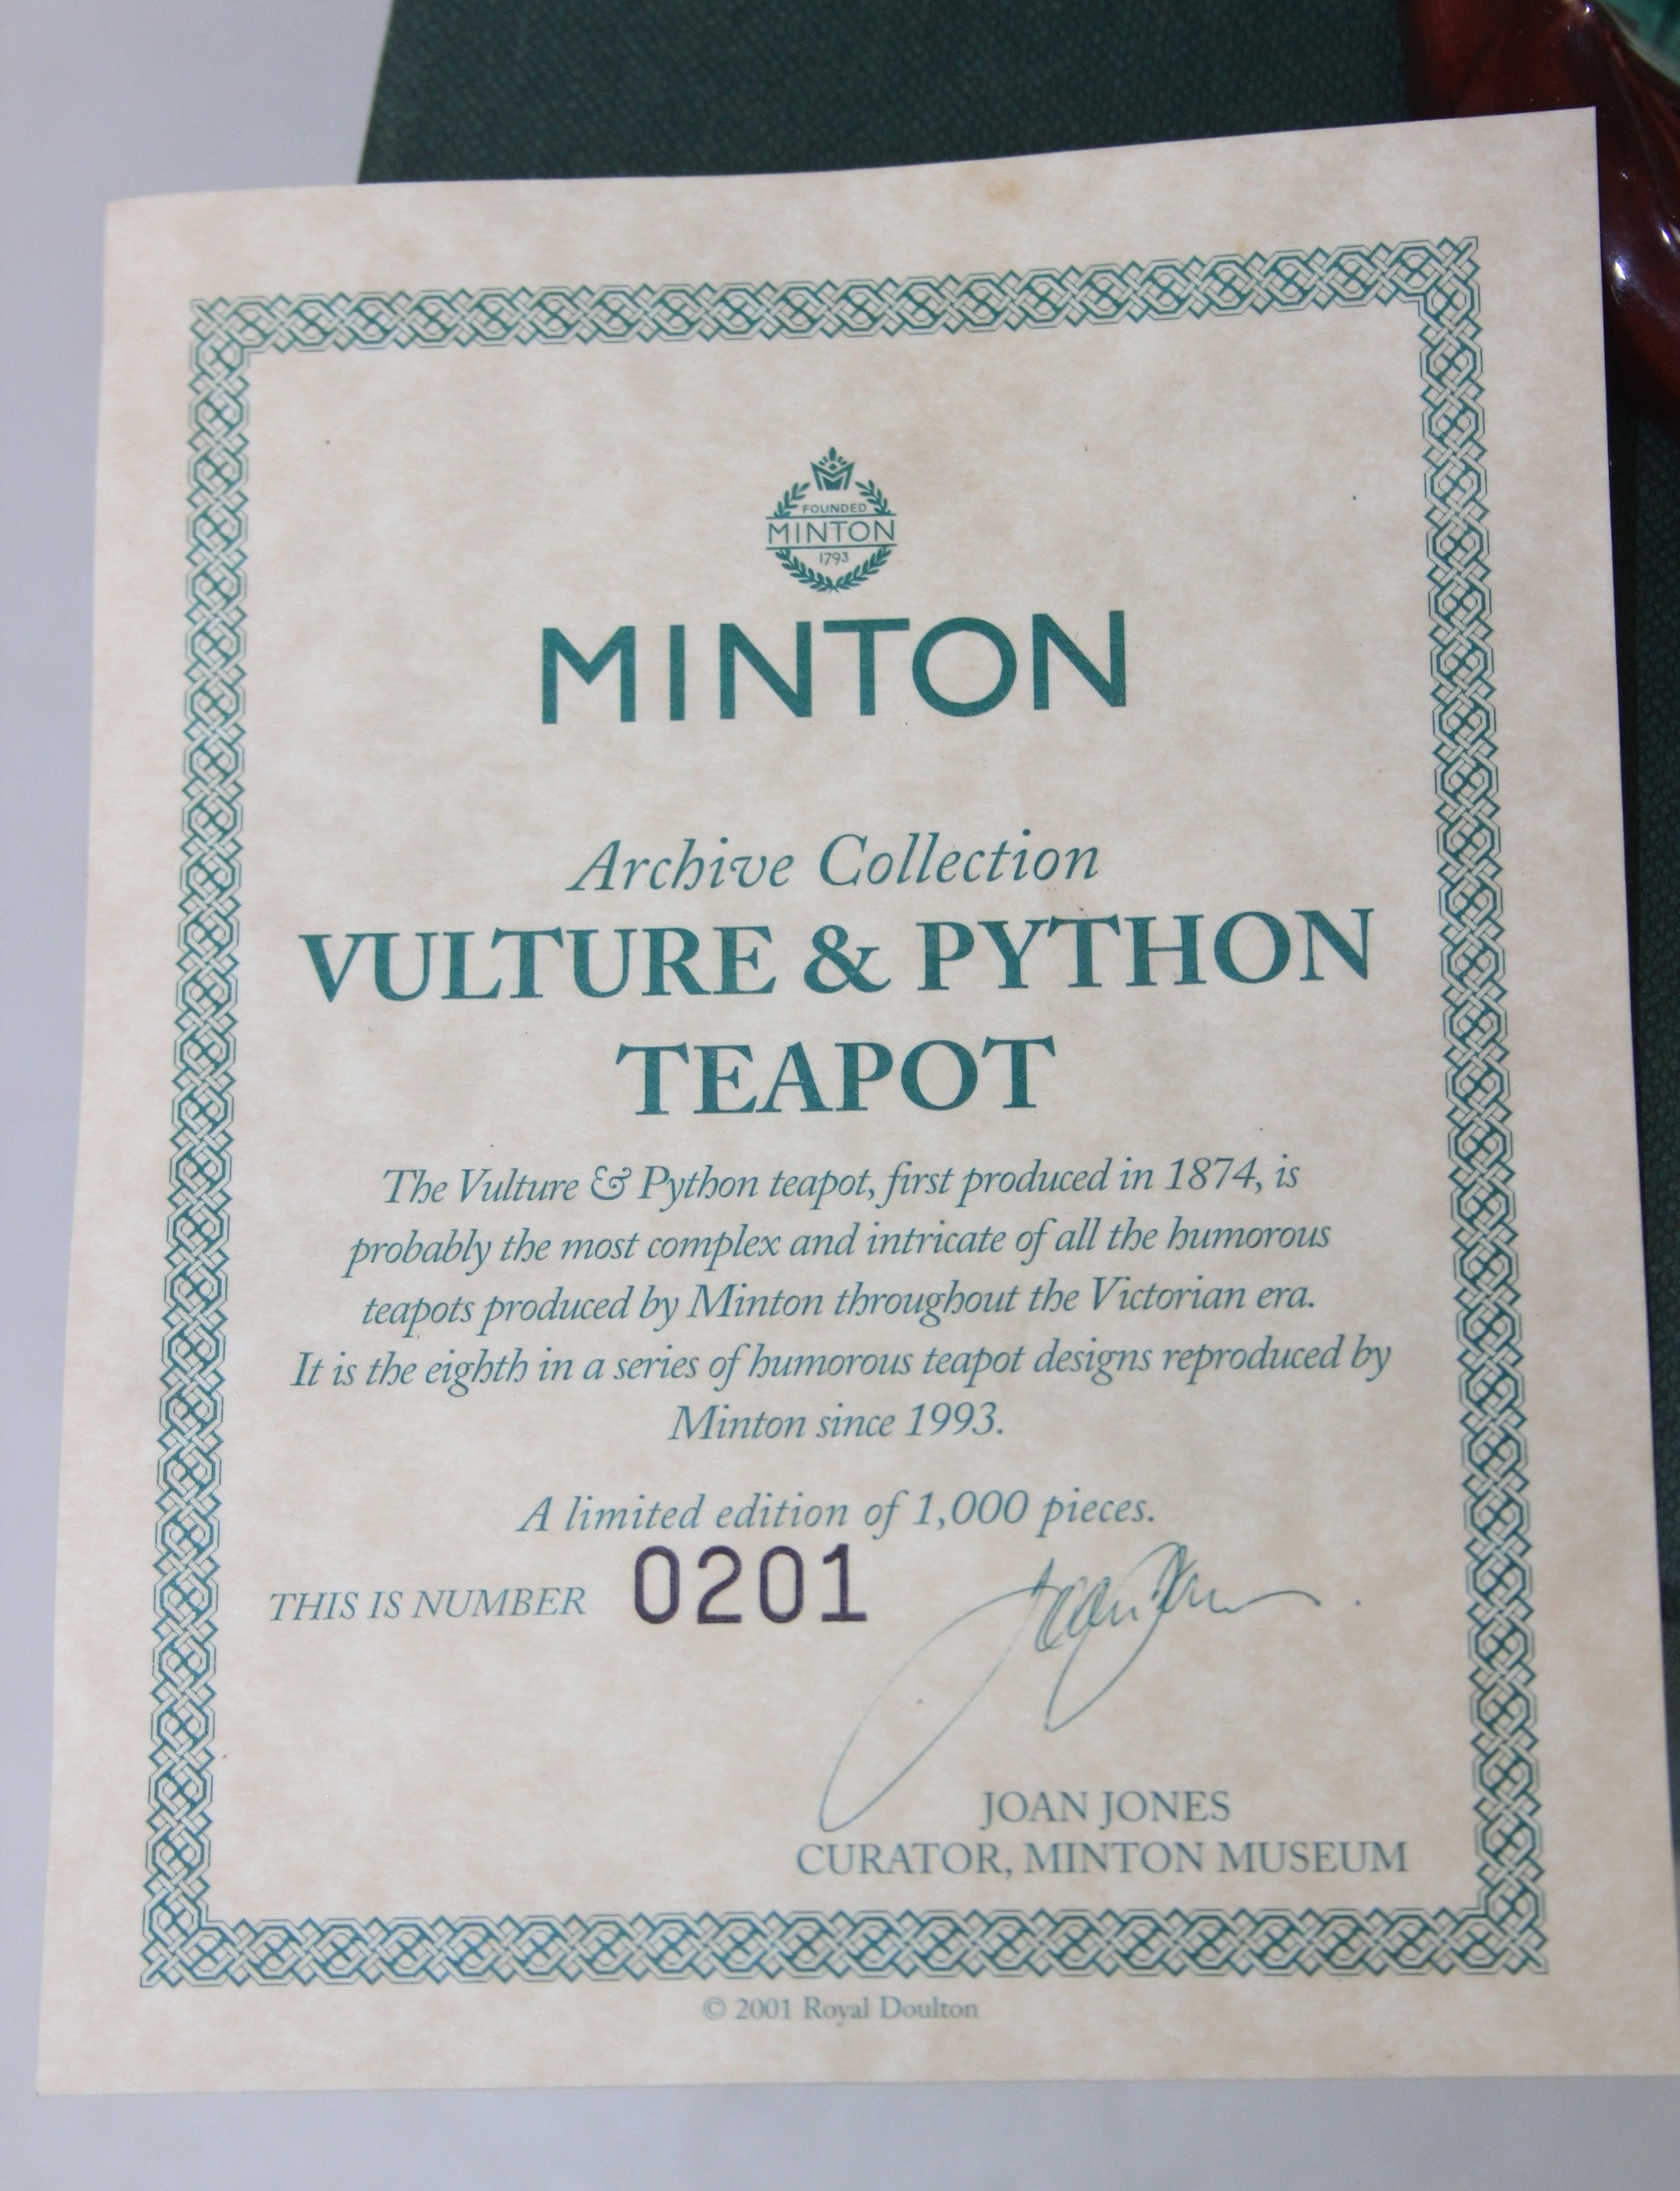 FOUNDED
MINTON
1793
MINTON
Archive Collection
VULTURE & PYTHON
TEAPOT
The Vulture & Python teapot, first produced in 1874, is
probably the most complex and intricate of all the humorous
teapots produced by Minton throughout the Victorian era.
It is the eighth in a series of humorous teapot designs reproduced by
Minton since 1993.
A limited edition of 1,000 pieces.
THIS IS NUMBER 0201
Joan Jones
JOAN JONES
CURATOR, MINTON MUSEUM
© 2001 Royal Doulton